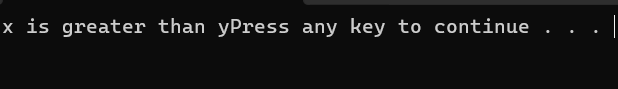 x is greater than yPress any key to continue . . .